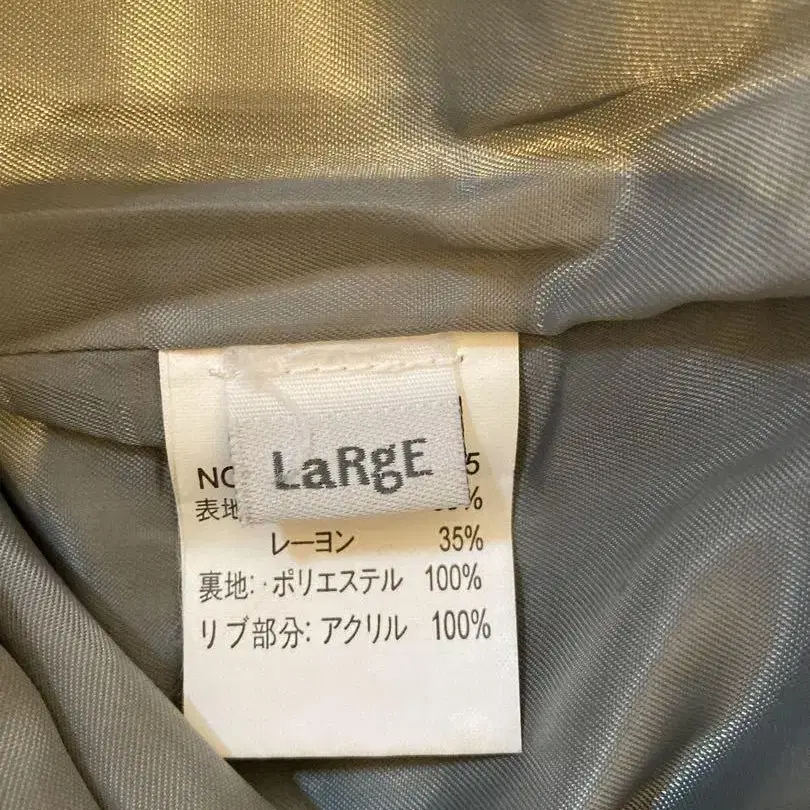 LaRgE
NO
5
表地
%
レーヨン 35%
裏地: ·ポリエステル 100%
リブ部分: アクリル 100%